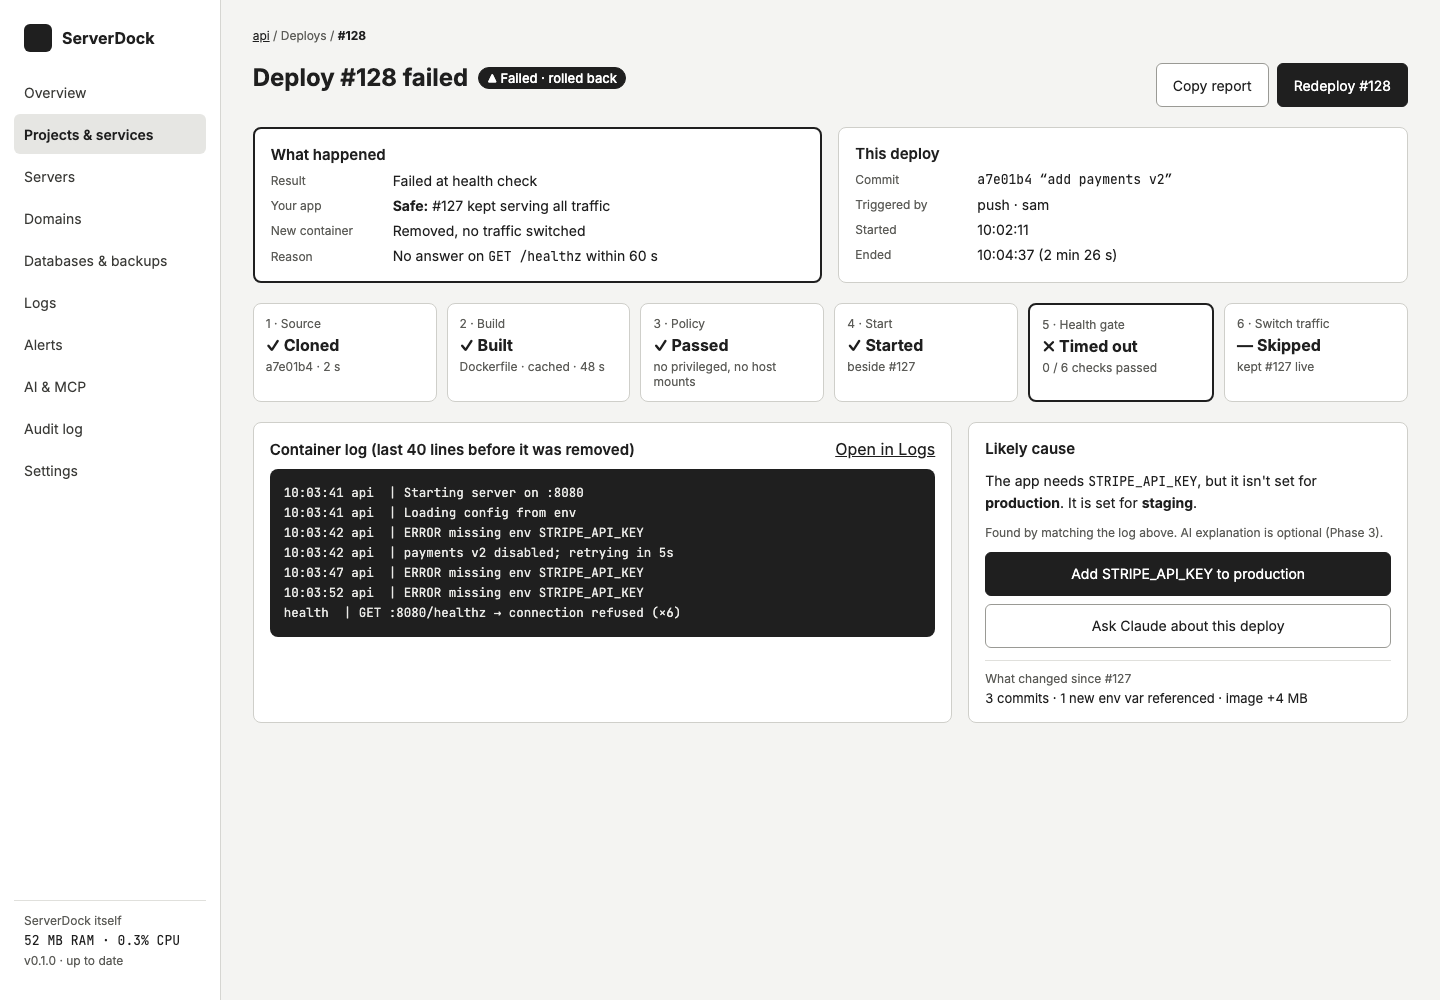 ServerDock
Overview
Projects & services
Servers
Domains
Databases & backups
Logs
Alerts
AI & MCP
Audit log
Settings
ServerDock itself
52 MB RAM · 0.3% CPU
v0.1.0 · up to date
api / Deploys / #128
Deploy #128 failed
▲ Failed · rolled back
Copy report
Redeploy #128
What happened
Result Failed at health check
Your app Safe: #127 kept serving all traffic
New container Removed, no traffic switched
Reason No answer on GET /healthz within 60 s
This deploy
Commit a7e01b4 “add payments v2”
Triggered by push · sam
Started 10:02:11
Ended 10:04:37 (2 min 26 s)
1 · Source
✓ Cloned
a7e01b4 · 2 s
2 · Build
✓ Built
Dockerfile · cached · 48 s
3 · Policy
✓ Passed
no privileged, no host
mounts
4 · Start
✓ Started
beside #127
5 · Health gate
✕ Timed out
0 / 6 checks passed
6 · Switch traffic
— Skipped
kept #127 live
Container log (last 40 lines before it was removed)
Open in Logs
10:03:41 api | Starting server on :8080
10:03:41 api | Loading config from env
10:03:42 api | ERROR missing env STRIPE_API_KEY
10:03:42 api | payments v2 disabled; retrying in 5s
10:03:47 api | ERROR missing env STRIPE_API_KEY
10:03:52 api | ERROR missing env STRIPE_API_KEY
health | GET :8080/healthz → connection refused (×6)
Likely cause
The app needs STRIPE_API_KEY, but it isn't set for
production. It is set for staging.
Found by matching the log above. AI explanation is optional (Phase 3).
Add STRIPE_API_KEY to production
Ask Claude about this deploy
What changed since #127
3 commits · 1 new env var referenced · image +4 MB